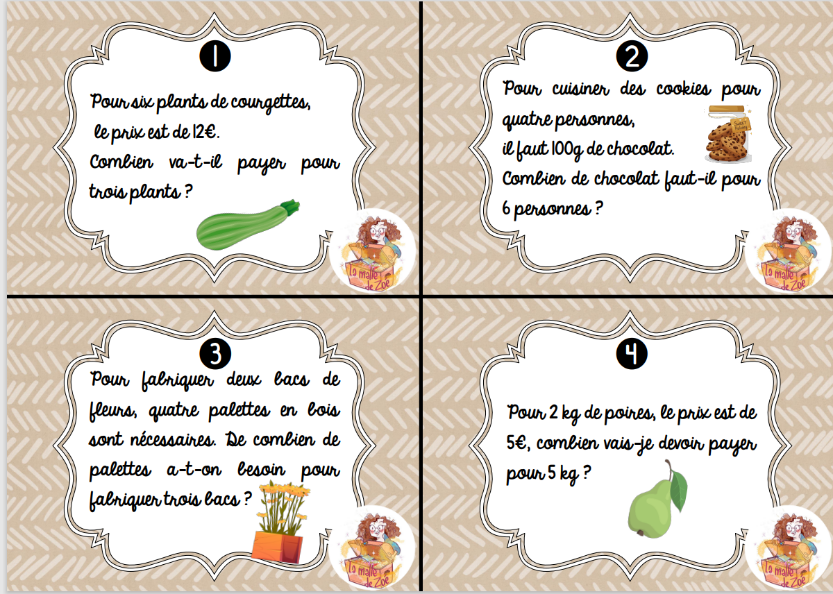 1
Pour six plants de courgettes,
le prix est de 12€.
Combien va-t-il payer pour
trois plants ?
La malle
de Zoé
2
Pour cuisiner des cookies pour
quatre personnes,
il faut 100g de chocolat.
Combien de chocolat faut-il pour
6 personnes ?
La malle
de Zoé
3
Pour fabriquer deux bacs de
fleurs, quatre palettes en bois
sont nécessaires. De combien de
palettes a-t-on besoin pour
fabriquer trois bacs ?
La malle
de Zoé
4
Pour 2 kg de poires, le prix est de
5€, combien vais-je devoir payer
pour 5 kg ?
La malle
de Zoé